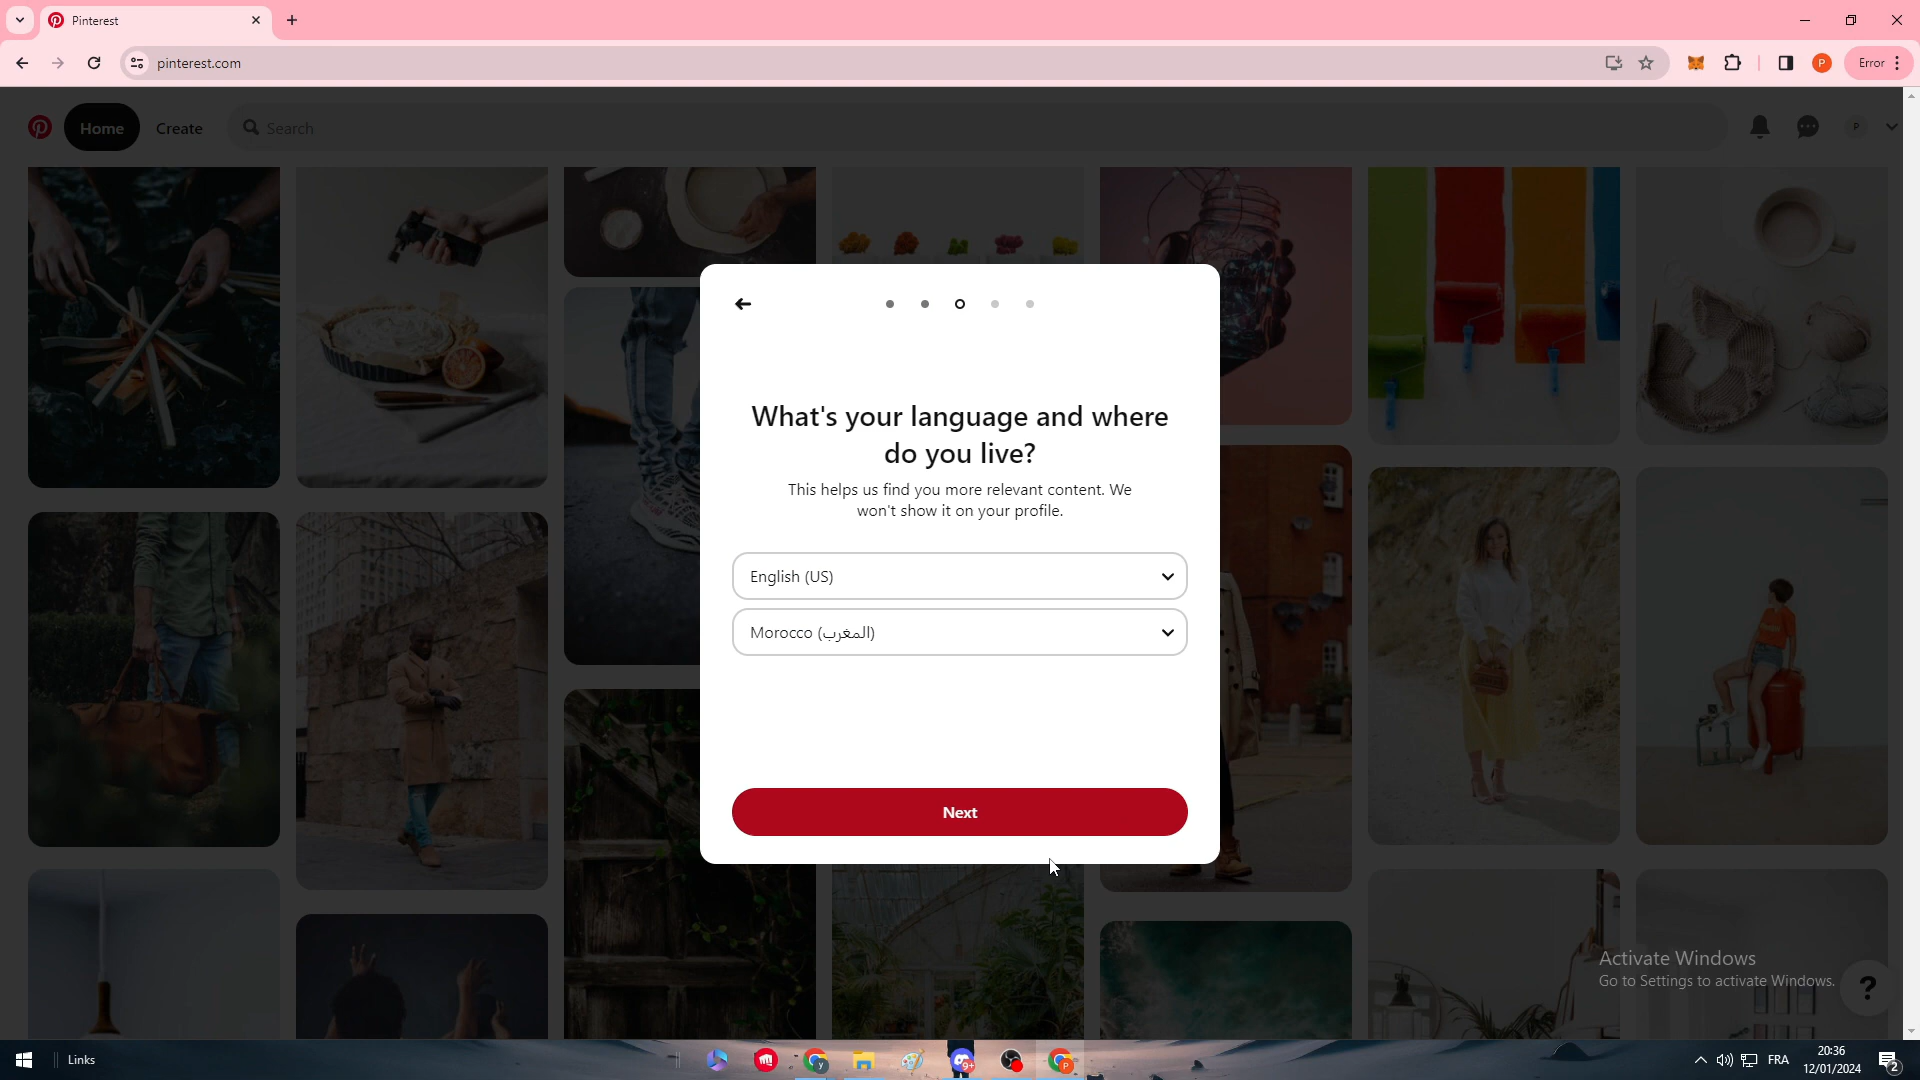 Pinterest
pinterest.com
P
Error
Home
Create
Search
P
What's your language and where
do you live?
This helps us find you more relevant content. We
won't show it on your profile.
English (US)
Morocco (المغرب)
Next
Activate Windows
Go to Settings to activate Windows.
?
Links
y
9+
P
FRA
20:36
12/01/2024
2